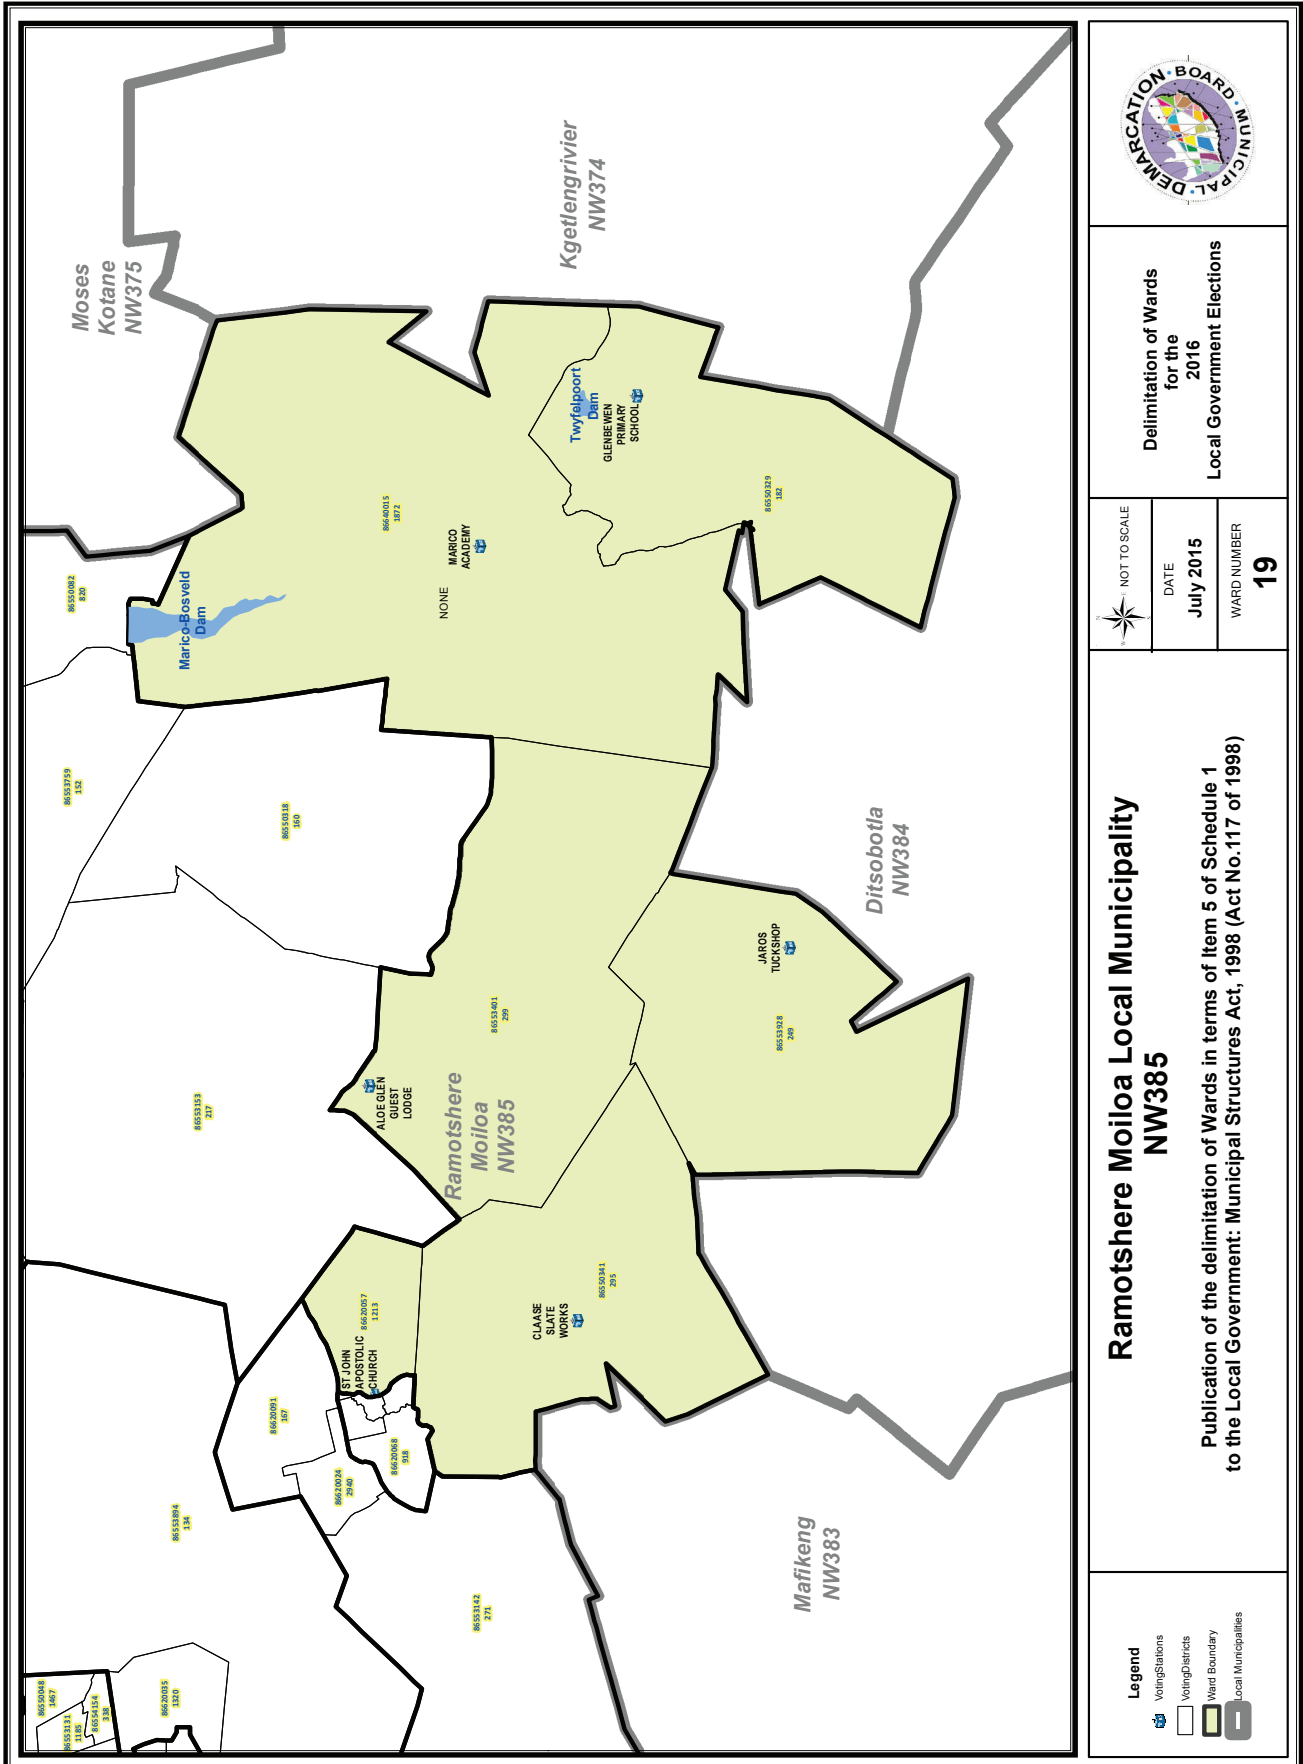 Moses
Kotane
NW375
Kgetlengrivier
NW374
86550082
820
Marico-Bosveld
Dam
86640015
1872
MARICO
ACADEMY
NONE
Twyfelpoort
Dam
GLENBEWEN
PRIMARY
SCHOOL
86550329
182
86553759
152
86550318
160
86553153
217
86553401
299
ALOE GLEN
GUEST
LODGE
Ramotshere
Moiloa
NW385
JAROS
TUCKSHOP
86553928
249
Ditsobotla
NW384
86620057
1213
ST JOHN
APOSTOLIC
CHURCH
CLAASE
SLATE
WORKS
86550341
295
86620091
167
86620024
2940
86620068
918
86553894
134
86553142
271
Mafikeng
NW383
86550048
1467
86553131
1185
86554154
338
86620035
1320
Legend
VotingStations
VotingDistricts
Ward Boundary
Local Municipalities
Ramotshere Moiloa Local Municipality
NW385
Publication of the delimitation of Wards in terms of Item 5 of Schedule 1
to the Local Government: Municipal Structures Act, 1998 (Act No.117 of 1998)
N
W
E
S
NOT TO SCALE
DATE
July 2015
WARD NUMBER
19
Delimitation of Wards
for the
2016
Local Government Elections
MUNICIPAL • DEMARCATION • BOARD •